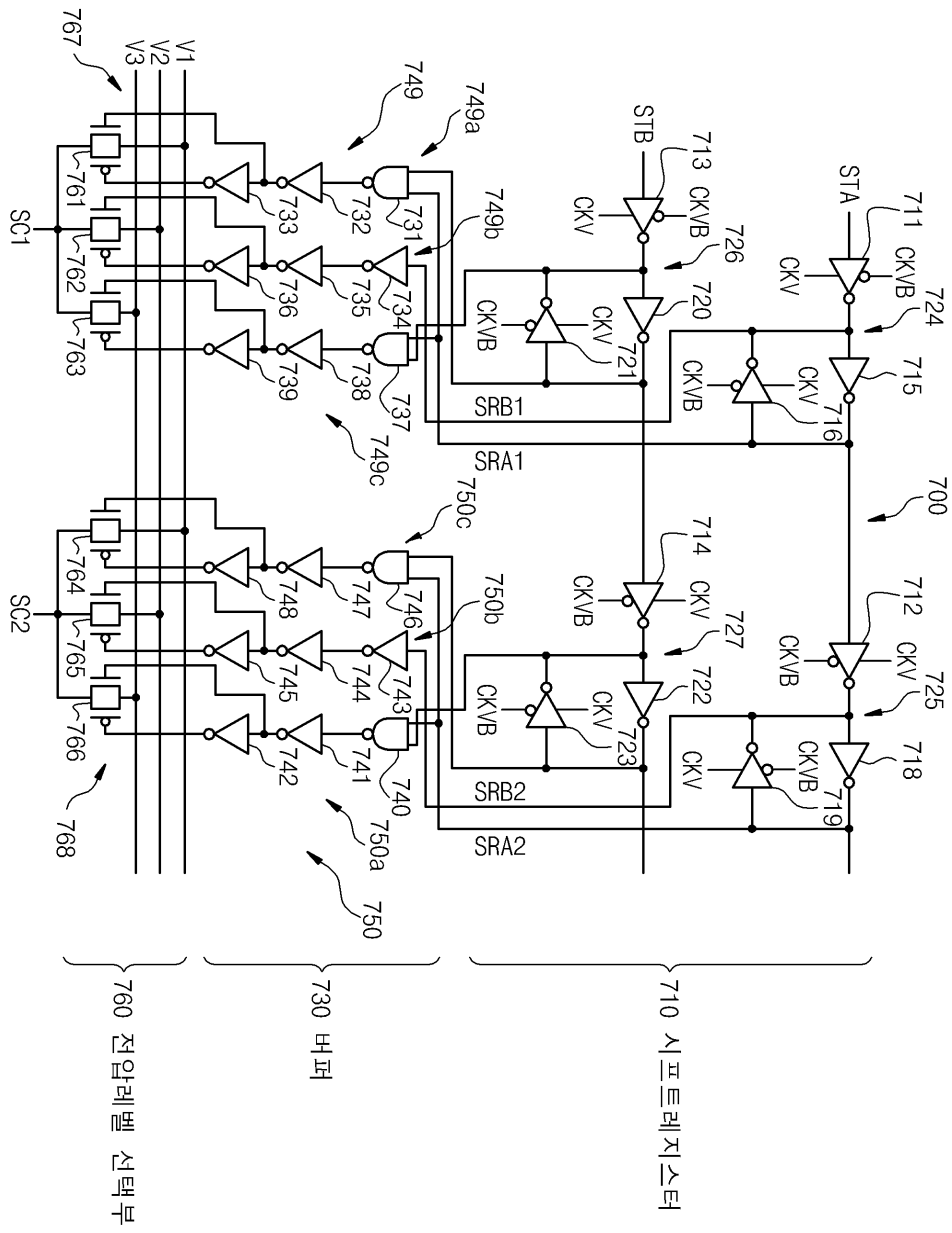 700
711
712
STA
CKV
CKVB
724
715
716
CKV
CKVB
CKVB
CKV
725
718
719
CKVB
CKV
710 시프트레지스터
713
714
STB
CKV
CKVB
726
720
721
CKV
CKVB
CKVB
CKV
727
722
723
CKV
CKVB
SRB1
SRA1
SRB2
SRA2
749
749a
749b
749c
731
732
733
734
735
736
737
738
739
750c
750b
750a
750
746
747
748
743
744
745
740
741
742
730 버퍼
V1
V2
V3
767
761
762
763
764
765
766
768
SC1
SC2
760 전압레벨 선택부